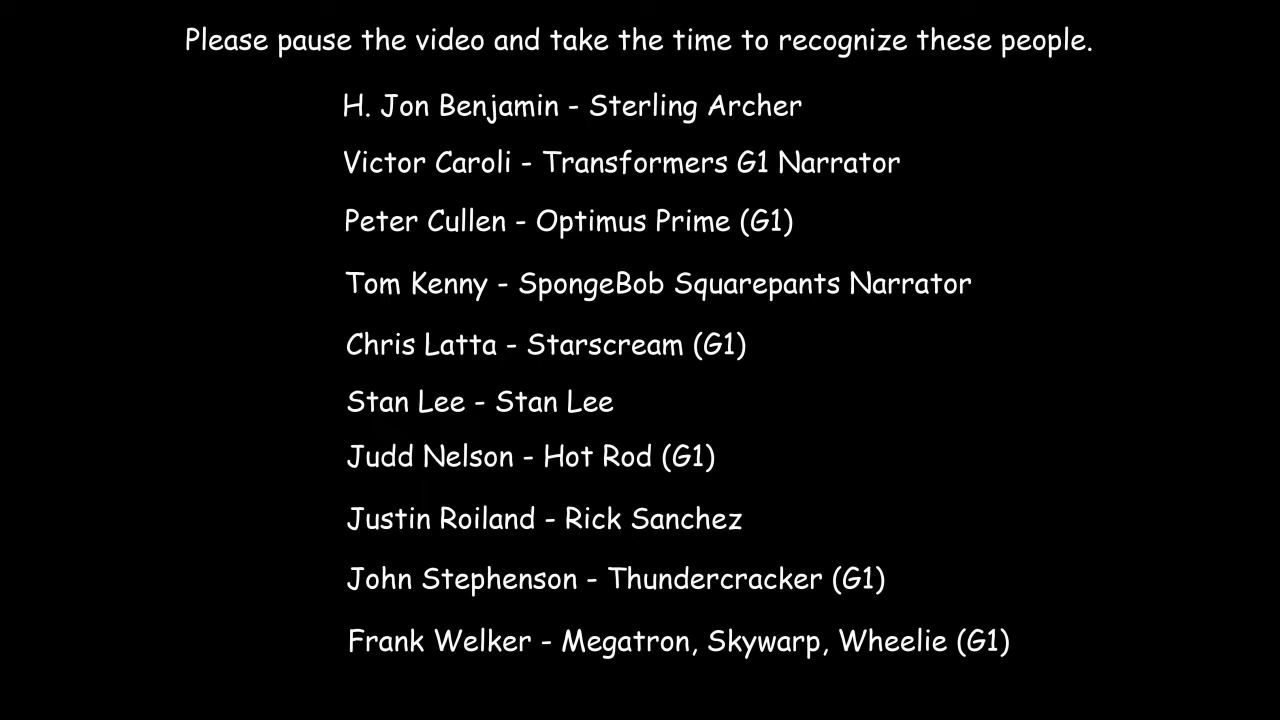 Please pause the video and take the time to recognize these people.
H. Jon Benjamin - Sterling Archer
Victor Caroli - Transformers G1 Narrator
Peter Cullen - Optimus Prime (G1)
Tom Kenny - SpongeBob Squarepants Narrator
Chris Latta - Starscream (G1)
Stan Lee - Stan Lee
Judd Nelson - Hot Rod (G1)
Justin Roiland - Rick Sanchez
John Stephenson - Thundercracker (G1)
Frank Welker - Megatron, Skywarp, Wheelie (G1)